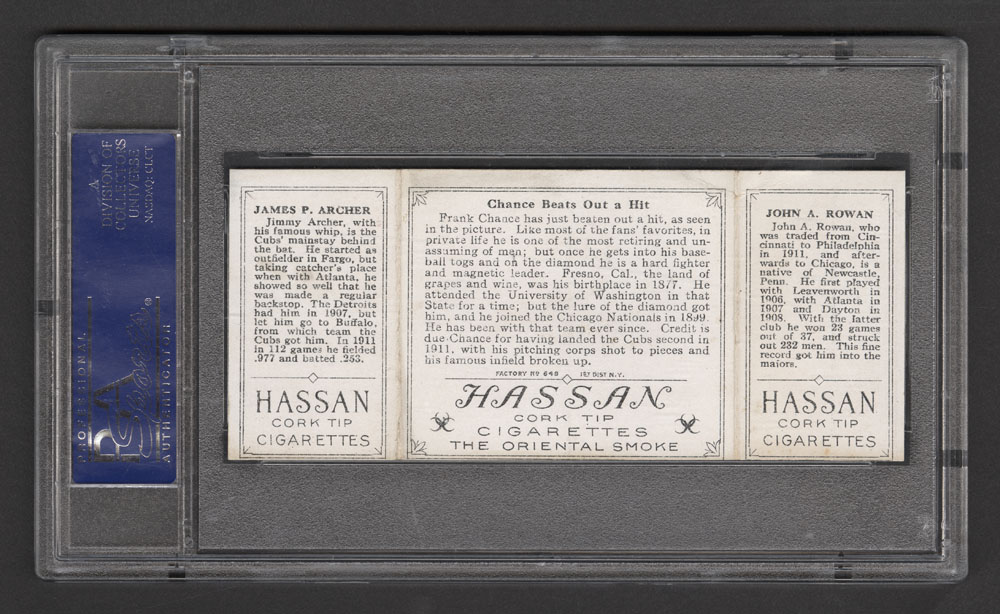 DIVISION OF
COLLECTORS
UNIVERSE
NASDAQ: CLCT
PROFESSIONAL
PSA
AUTHENTICATOR
JAMES P. ARCHER
Jimmy Archer, with
his famous whip, is the
Cubs' mainstay behind
the bat. He started as
outfielder in Fargo, but
taking catcher's place
when with Atlanta, he
showed so well that he
was made a regular
backstop. The Detroits
had him in 1907, but
let him go to Buffalo,
from which team the
Cubs got him. In 1911
in 112 games he fielded
.977 and batted .253.
HASSAN
CORK TIP
CIGARETTES
Chance Beats Out a Hit
Frank Chance has just beaten out a hit, as seen
in the picture. Like most of the fans' favorites, in
private life he is one of the most retiring and un-
assuming of men; but once he gets into his base-
ball togs and on the diamond he is a hard fighter
and magnetic leader. Fresno, Cal., the land of
grapes and wine, was his birthplace in 1877. He
attended the University of Washington in that
State for a time; but the lure of the diamond got
him, and he joined the Chicago Nationals in 1899.
He has been with that team ever since. Credit is
due Chance for having landed the Cubs second in
1911, with his pitching corps shot to pieces and
his famous infield broken up.
FACTORY Nº 649 1ST DIST N.Y.
HASSAN
CORK TIP
CIGARETTES
THE ORIENTAL SMOKE
JOHN A. ROWAN
John A. Rowan, who
was traded from Cin-
cinnati to Philadelphia
in 1911, and after-
wards to Chicago, is a
native of Newcastle,
Penn. He first played
with Leavenworth in
1906, with Atlanta in
1907 and Dayton in
1908. With the latter
club he won 23 games
out of 37, and struck
out 232 men. This fine
record got him into the
majors.
HASSAN
CORK TIP
CIGARETTES